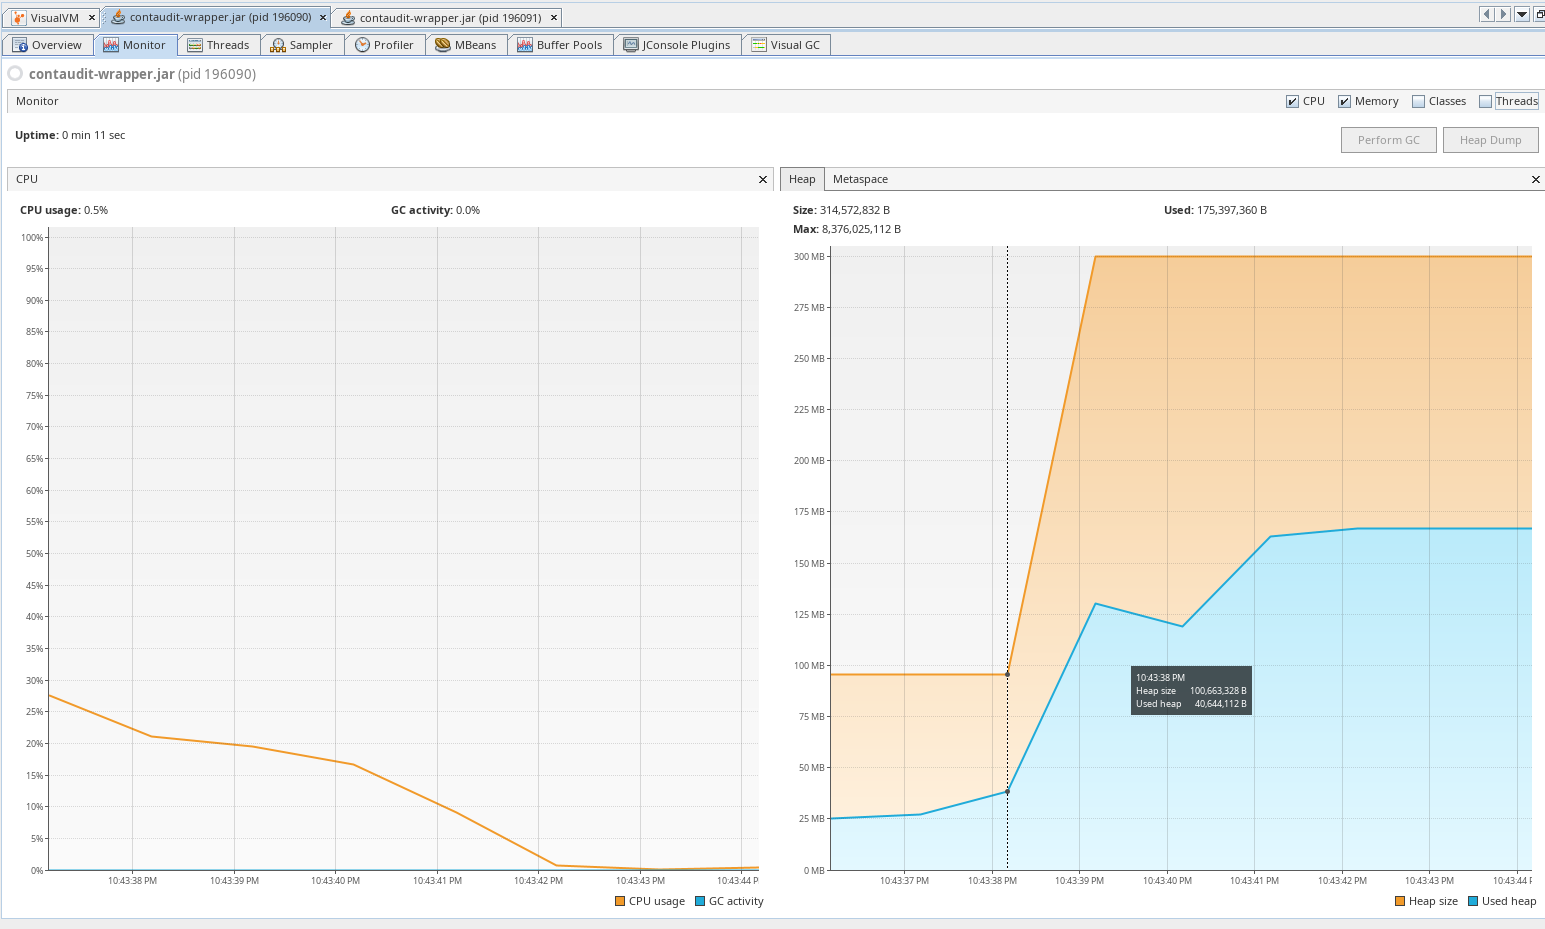 VisualVM × contaudit-wrapper.jar (pid 196090) × contaudit-wrapper.jar (pid 196091) ×
Overview Monitor Threads Sampler Profiler MBeans Buffer Pools JConsole Plugins Visual GC
contaudit-wrapper.jar (pid 196090)
Monitor CPU Memory Classes Threads
Uptime: 0 min 11 sec
Perform GC Heap Dump
CPU ×
CPU usage: 0.5% GC activity: 0.0%
100%
95%
90%
85%
80%
75%
70%
65%
60%
55%
50%
45%
40%
35%
30%
25%
20%
15%
10%
5%
0%
10:43:38 PM 10:43:39 PM 10:43:40 PM 10:43:41 PM 10:43:42 PM 10:43:43 PM 10:43:44 P
CPU usage GC activity
Heap Metaspace ×
Size: 314,572,832 B Used: 175,397,360 B
Max: 8,376,025,112 B
300 MB
275 MB
250 MB
225 MB
200 MB
175 MB
150 MB
125 MB
100 MB
75 MB
50 MB
25 MB
0 MB
10:43:38 PM
Heap size 100,663,328 B
Used heap 40,644,112 B
10:43:37 PM 10:43:38 PM 10:43:39 PM 10:43:40 PM 10:43:41 PM 10:43:42 PM 10:43:43 PM 10:43:44 P
Heap size Used heap